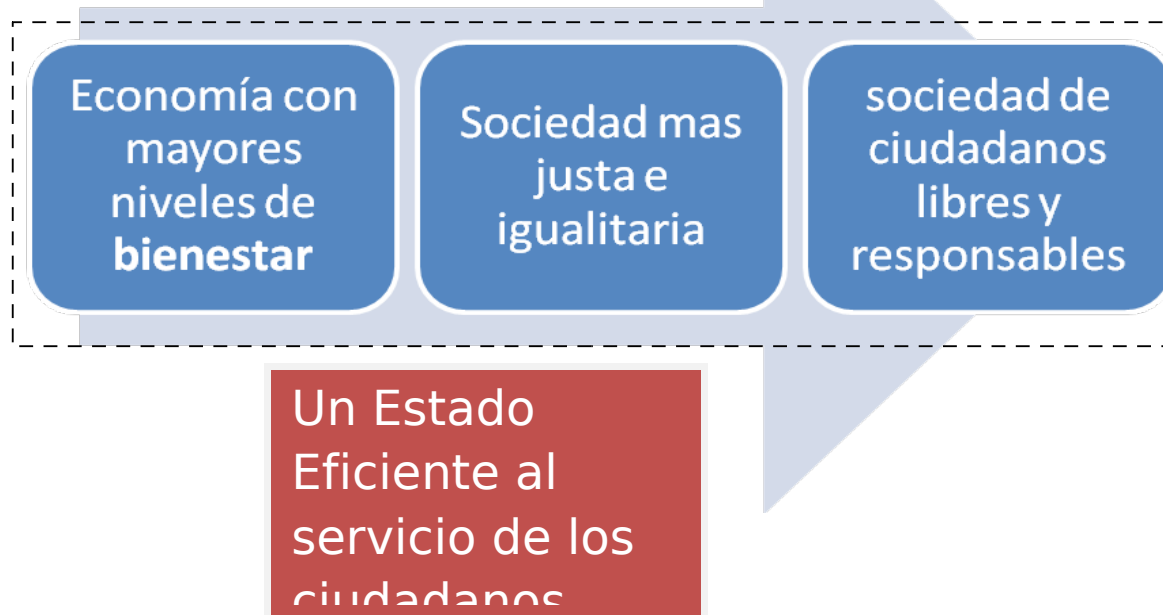 Economía con
mayores
niveles de
bienestar
Sociedad mas
justa e
igualitaria
sociedad de
ciudadanos
libres y
responsables
Un Estado
Eficiente al
servicio de los
ciudadanos